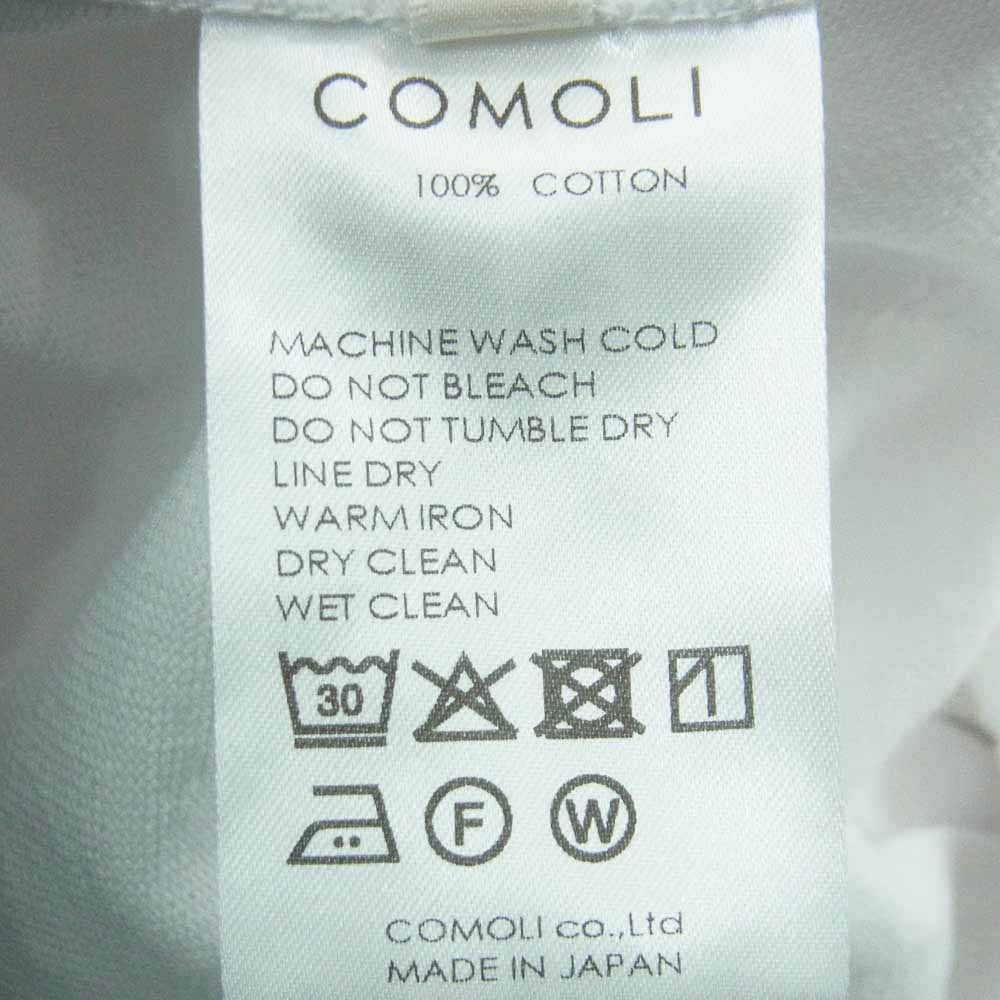 COMOLI
100% COTTON
MACHINE WASH COLD
DO NOT BLEACH
DO NOT TUMBLE DRY
LINE DRY
WARM IRON
DRY CLEAN
WET CLEAN
30
F W
COMOLI co.,Ltd
MADE IN JAPAN